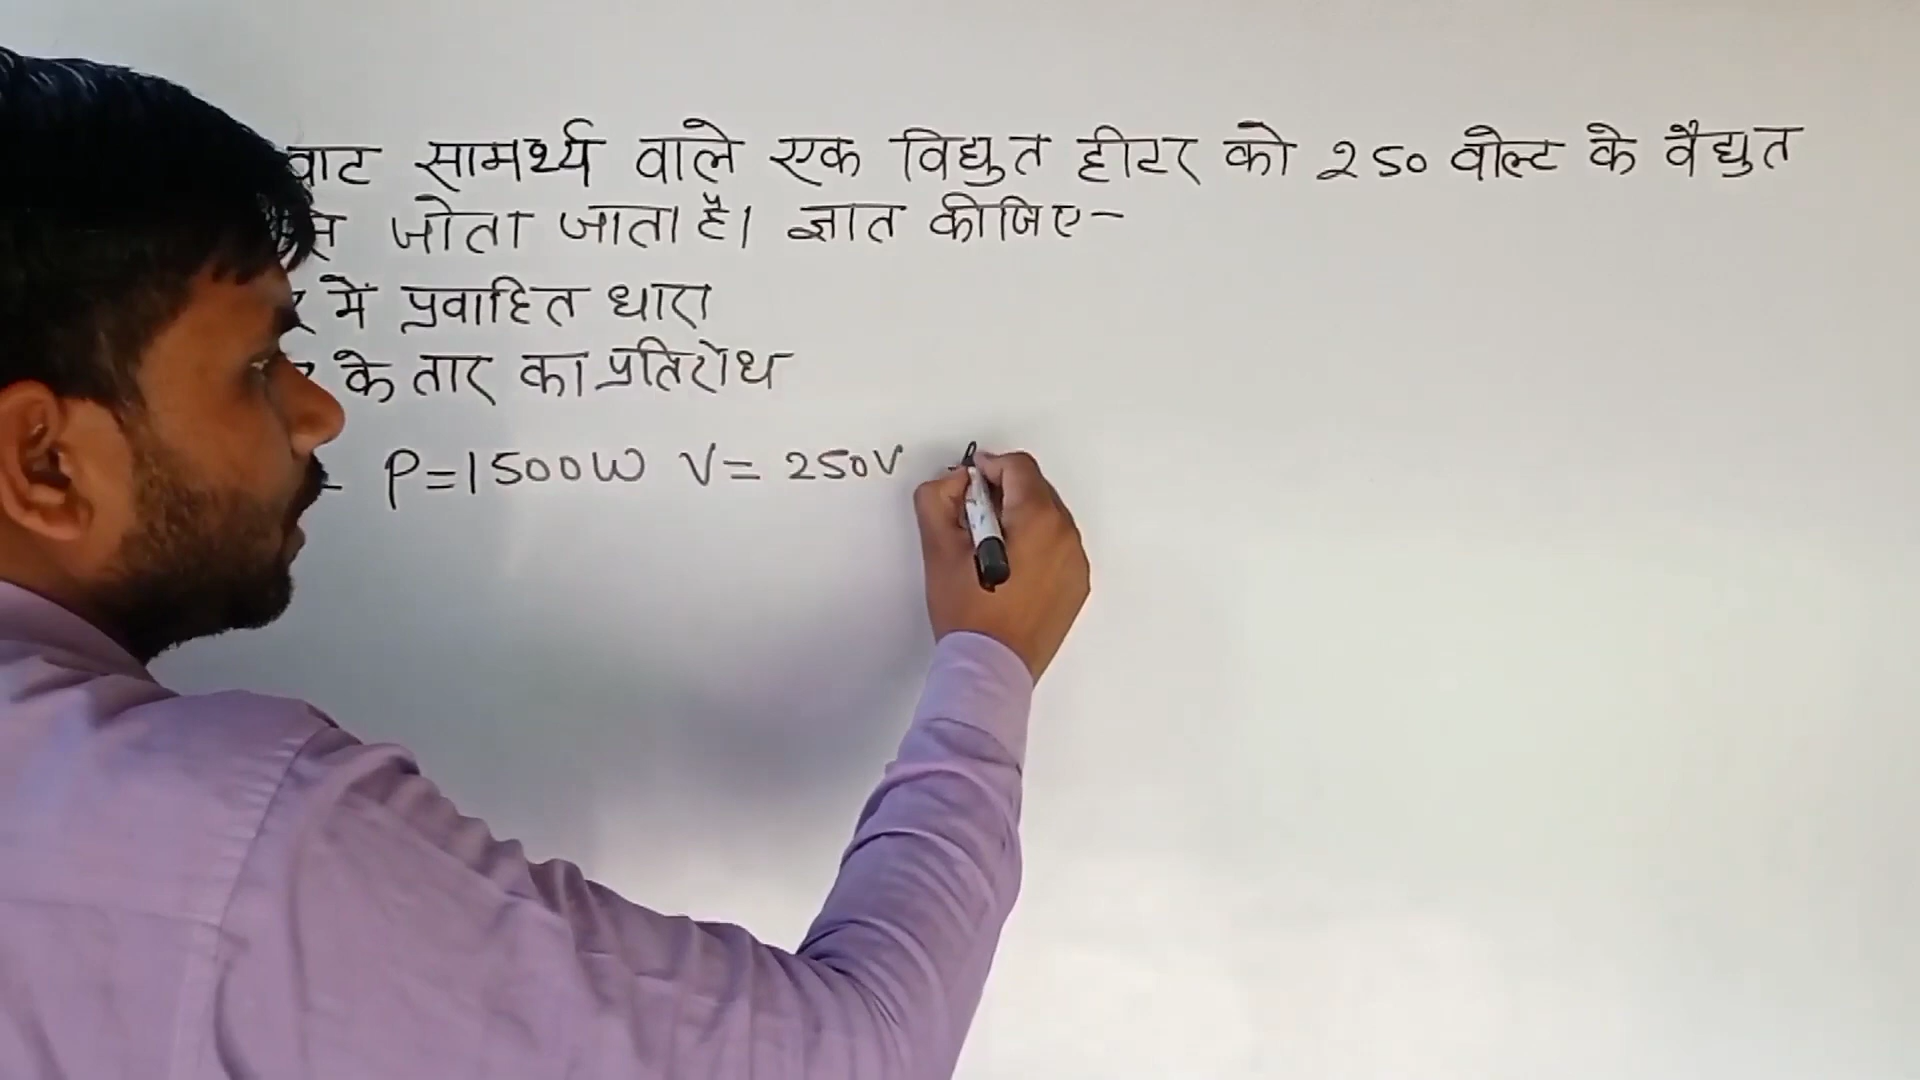 वाट सामर्थ्य वाले एक विद्युत हीटर को 250 वोल्ट के वैद्युत
जोता जाता है। ज्ञात कीजिए-
में प्रवाहित धारा
के तार का प्रतिरोध
- P=1500W V= 250V